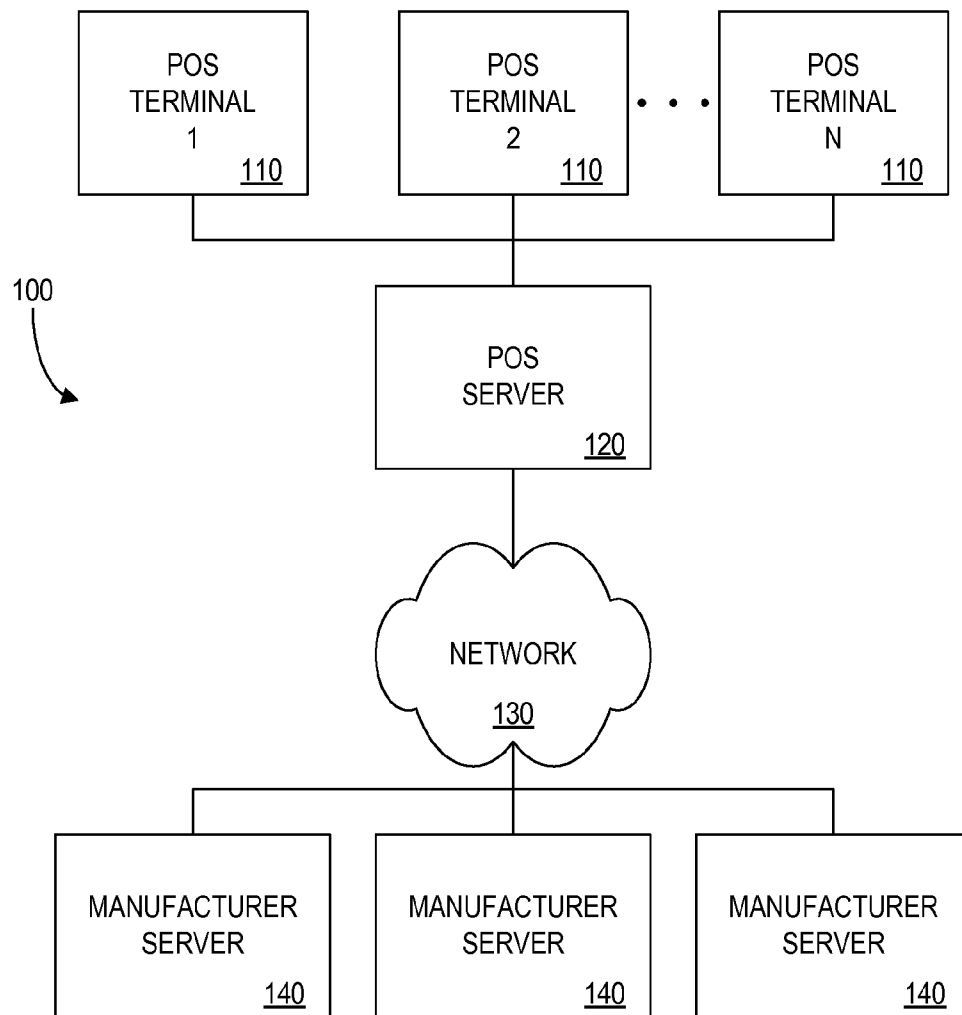 POS
TERMINAL
1
110
POS
TERMINAL
2
110
POS
TERMINAL
N
110
100
POS
SERVER
120
NETWORK
130
MANUFACTURER
SERVER
140
MANUFACTURER
SERVER
140
MANUFACTURER
SERVER
140